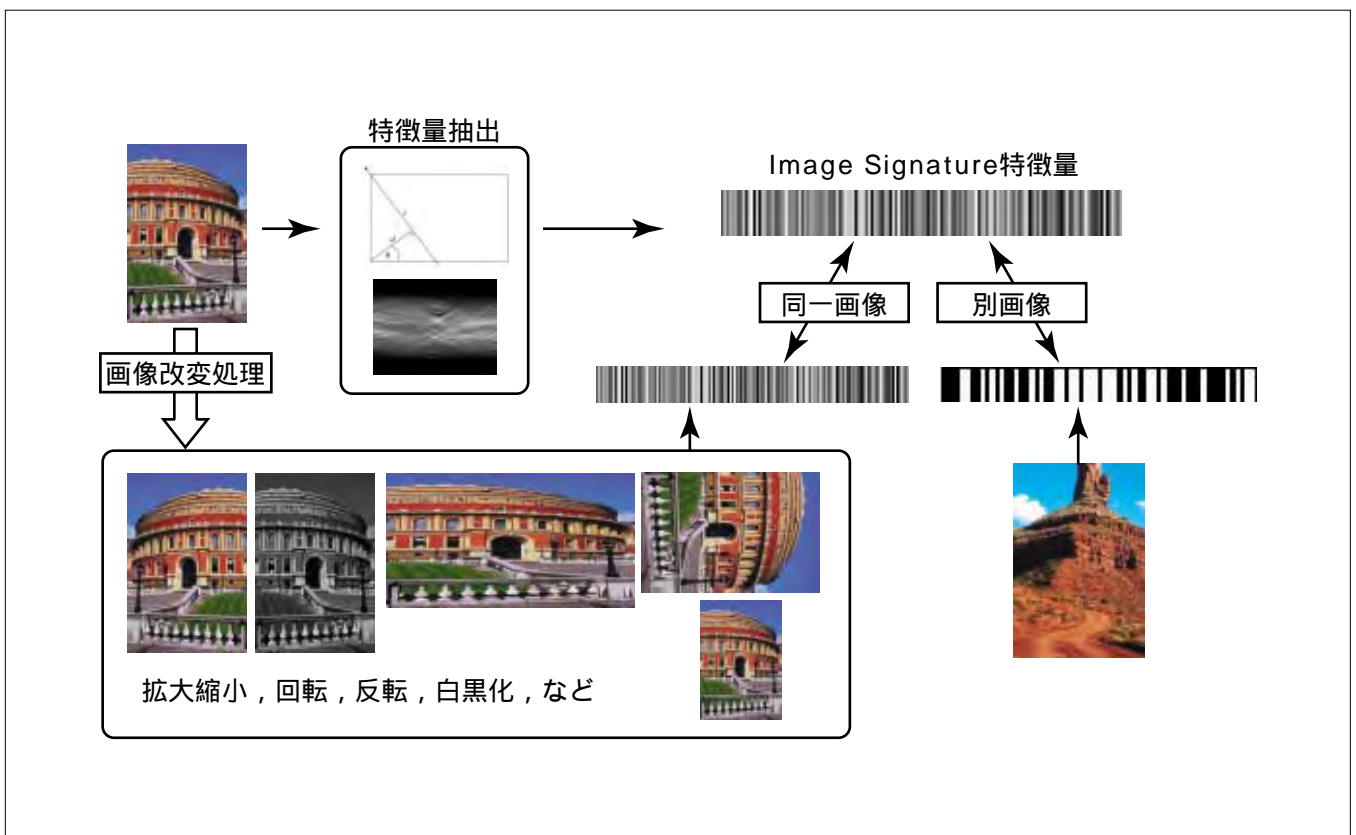 特徴量抽出
Image Signature特徴量
同一画像
別画像
画像改変処理
拡大縮小，回転，反転，白黒化，など